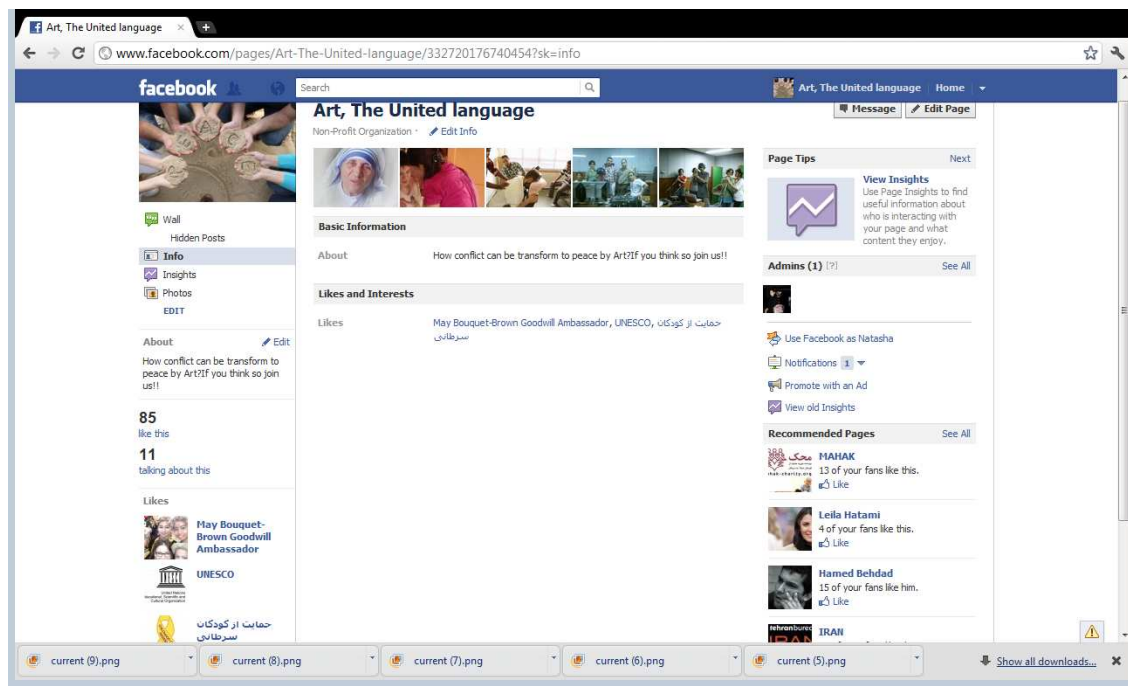 Art, The United language
www.facebook.com/pages/Art-The-United-language/332720176740454?sk=info
facebook
Search
Art, The United language
Home
Art, The United language
Message
Edit Page
Non-Profit Organization
Edit Info
Wall
Hidden Posts
Info
Insights
Photos
EDIT
About
Edit
How conflict can be transform to
peace by Art?If you think so join
us!!
85
like this
11
talking about this
Likes
May Bouquet-
Brown Goodwill
Ambassador
UNESCO
حمایت از کودکان
سرطانی
Basic Information
About
How conflict can be transform to peace by Art?If you think so join us!!
Likes and Interests
Likes
May Bouquet-Brown Goodwill Ambassador, UNESCO, حمایت از کودکان
سرطانی
Page Tips
Next
View Insights
Use Page Insights to find
useful information about
who is interacting with
your page and what
content they enjoy.
Admins (1) [?]
See All
Use Facebook as Natasha
Notifications 1
Promote with an Ad
View old Insights
Recommended Pages
See All
محک
MAHAK
13 of your fans like this.
Like
Leila Hatami
4 of your fans like this.
Like
Hamed Behdad
15 of your fans like him.
Like
IRAN
current (9).png
current (8).png
current (7).png
current (6).png
current (5).png
Show all downloads...